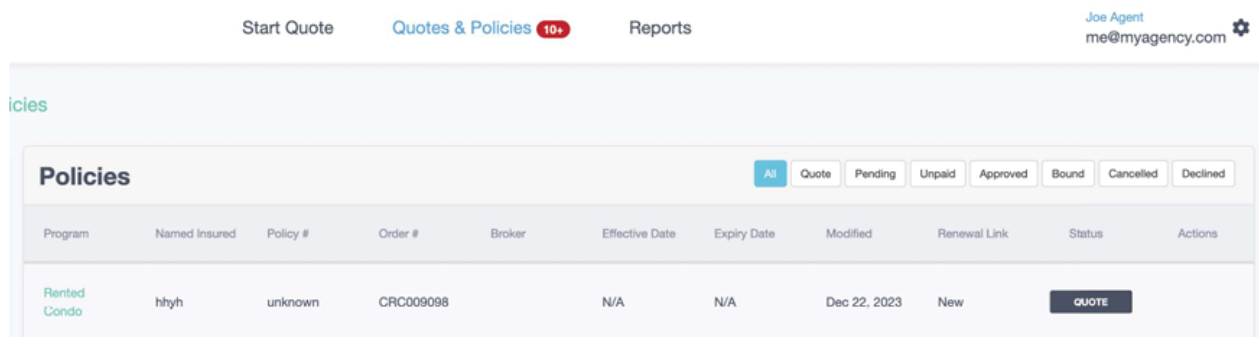 Start Quote Quotes & Policies 10+ Reports Joe Agent
me@myagency.com
icies
Policies All Quote Pending Unpaid Approved Bound Cancelled Declined
Program Named Insured Policy # Order # Broker Effective Date Expiry Date Modified Renewal Link Status Actions
Rented
Condo hhyh unknown CRC009098 N/A N/A Dec 22, 2023 New QUOTE